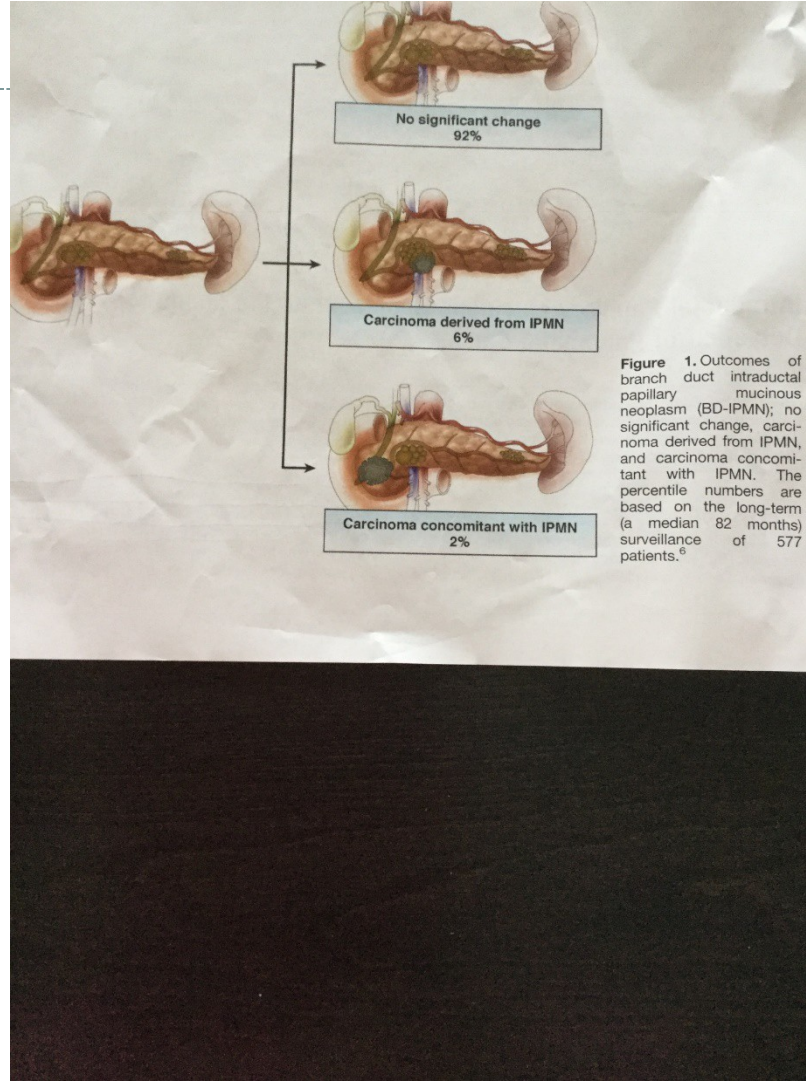 No significant change
92%
Carcinoma derived from IPMN
6%
Carcinoma concomitant with IPMN
2%
Figure 1. Outcomes of
branch duct intraductal
papillary mucinous
neoplasm (BD-IPMN); no
significant change, carci-
noma derived from IPMN,
and carcinoma concomi-
tant with IPMN. The
percentile numbers are
based on the long-term
(a median 82 months)
surveillance of 577
patients.6